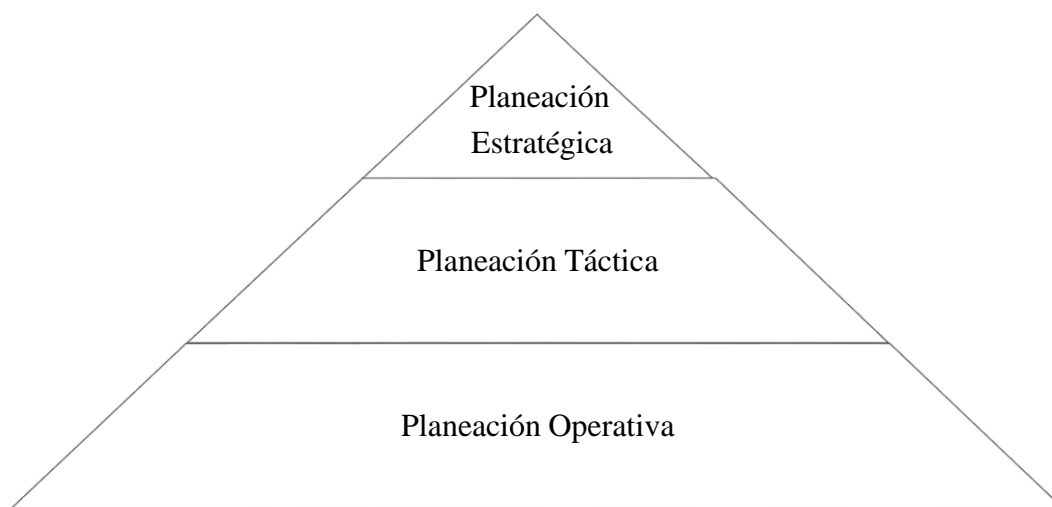 Planeación
Estratégica
Planeación Táctica
Planeación Operativa